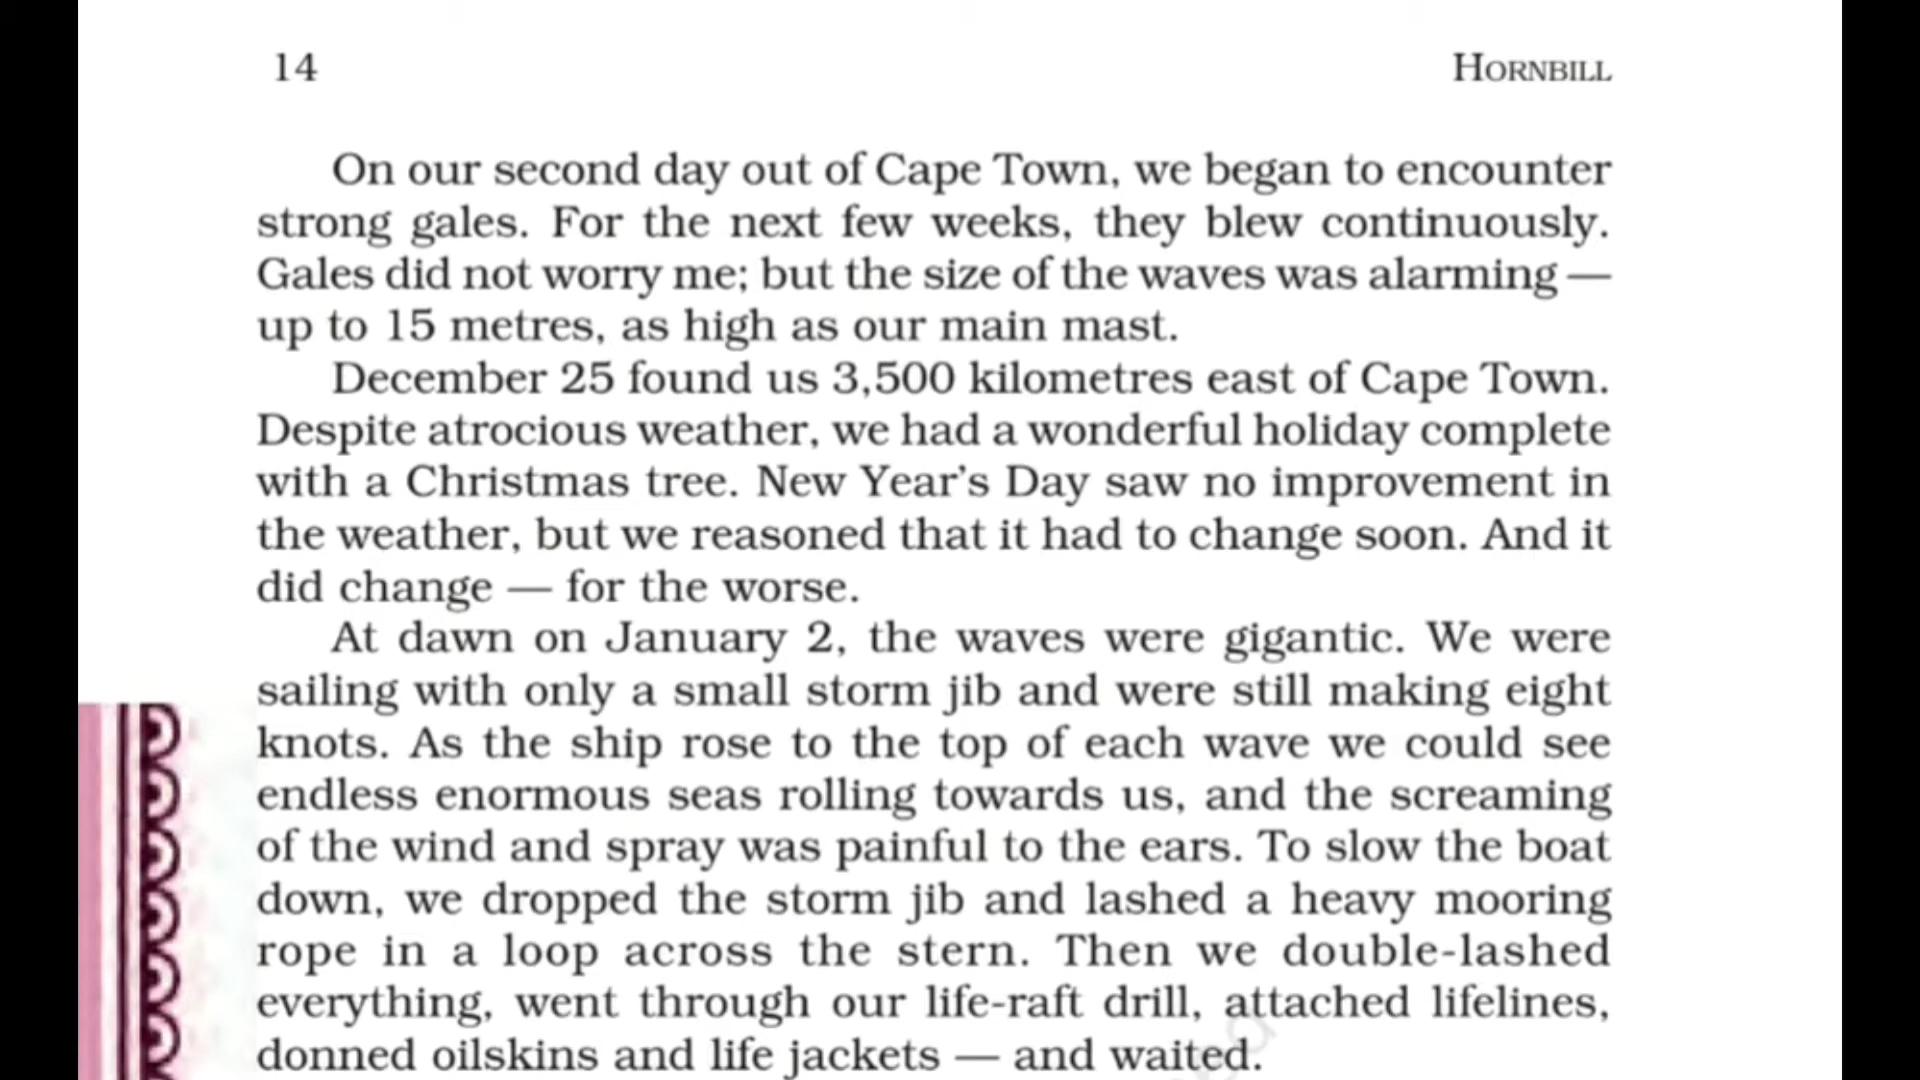 14
HORNBILL
On our second day out of Cape Town, we began to encounter
strong gales. For the next few weeks, they blew continuously.
Gales did not worry me; but the size of the waves was alarming —
up to 15 metres, as high as our main mast.
December 25 found us 3,500 kilometres east of Cape Town.
Despite atrocious weather, we had a wonderful holiday complete
with a Christmas tree. New Year’s Day saw no improvement in
the weather, but we reasoned that it had to change soon. And it
did change — for the worse.
At dawn on January 2, the waves were gigantic. We were
sailing with only a small storm jib and were still making eight
knots. As the ship rose to the top of each wave we could see
endless enormous seas rolling towards us, and the screaming
of the wind and spray was painful to the ears. To slow the boat
down, we dropped the storm jib and lashed a heavy mooring
rope in a loop across the stern. Then we double-lashed
everything, went through our life-raft drill, attached lifelines,
donned oilskins and life jackets — and waited.